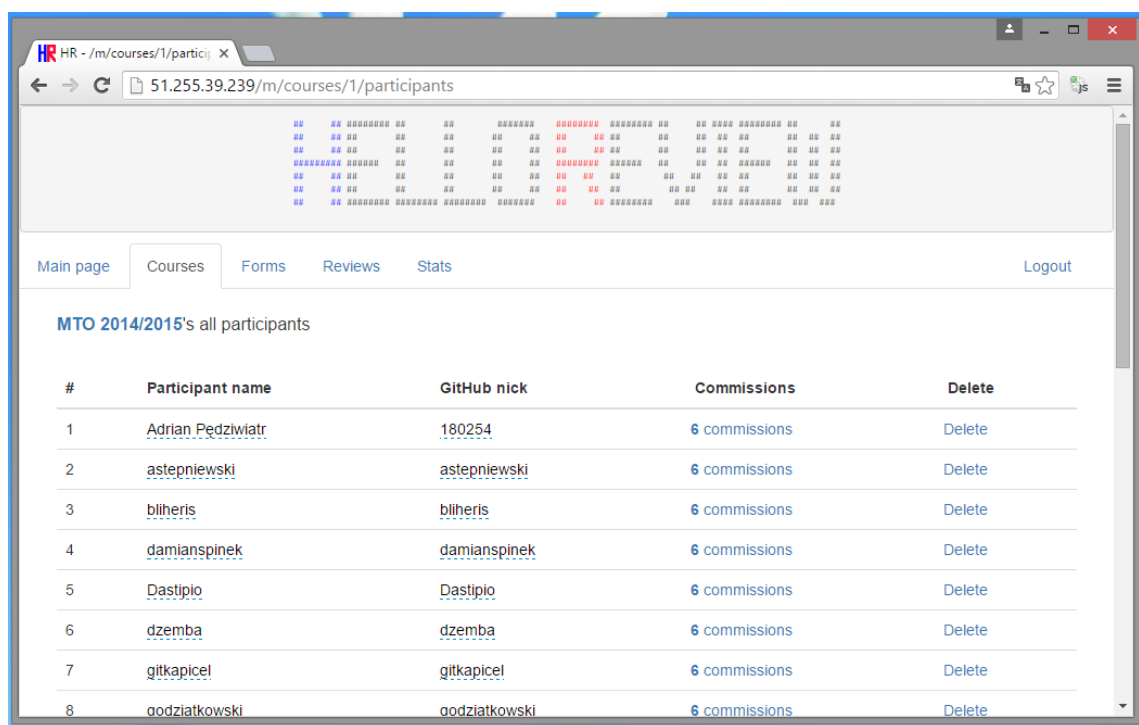 HR - /m/courses/1/particip
51.255.39.239/m/courses/1/participants
js
HELLOREVIEW
Main page Courses Forms Reviews Stats Logout
MTO 2014/2015's all participants
# Participant name GitHub nick Commissions Delete
1 Adrian Pędziwiatr 180254 6 commissions Delete
2 astepniewski astepniewski 6 commissions Delete
3 bliheris bliheris 6 commissions Delete
4 damianspinek damianspinek 6 commissions Delete
5 Dastipio Dastipio 6 commissions Delete
6 dzemba dzemba 6 commissions Delete
7 gitkapicel gitkapicel 6 commissions Delete
8 godziatkowski godziatkowski 6 commissions Delete